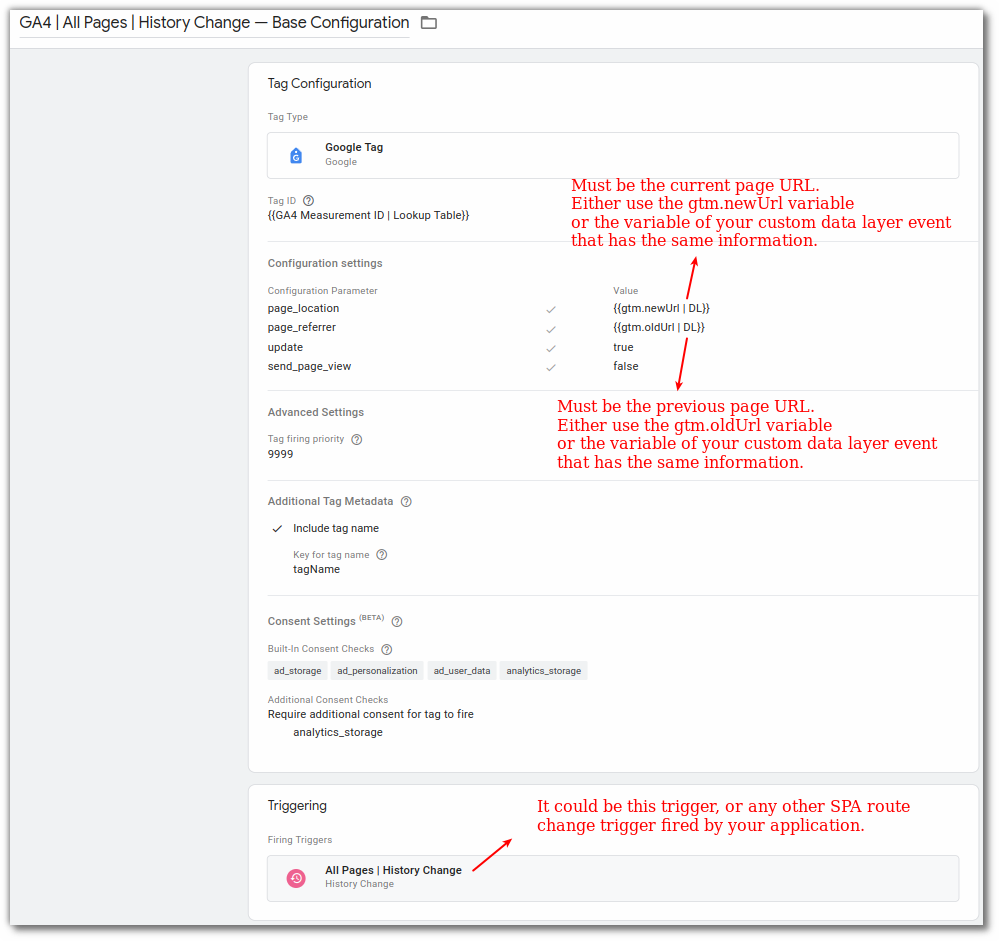 GA4 | All Pages | History Change — Base Configuration
Tag Configuration
Tag Type
Google Tag
Google
Must be the current page URL.
Either use the gtm.newUrl variable
or the variable of your custom data layer event
that has the same information.
Tag ID
{{GA4 Measurement ID | Lookup Table}}
Configuration settings
Configuration Parameter Value
page_location {{gtm.newUrl | DL}}
page_referrer {{gtm.oldUrl | DL}}
update true
send_page_view false
Must be the previous page URL.
Either use the gtm.oldUrl variable
or the variable of your custom data layer event
that has the same information.
Advanced Settings
Tag firing priority
9999
Additional Tag Metadata
Include tag name
Key for tag name
tagName
Consent Settings (BETA)
Built-In Consent Checks
ad_storage ad_personalization ad_user_data analytics_storage
Additional Consent Checks
Require additional consent for tag to fire
analytics_storage
Triggering
It could be this trigger, or any other SPA route
change trigger fired by your application.
Firing Triggers
All Pages | History Change
History Change